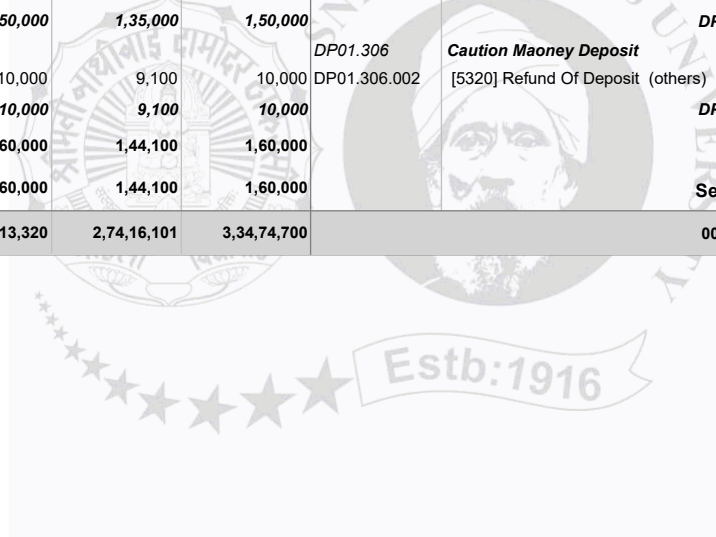 50,000 1,35,000 1,50,000 DP
DP01.306 Caution Maoney Deposit
10,000 9,100 10,000 DP01.306.002 [5320] Refund Of Deposit (others)
10,000 9,100 10,000 DP
60,000 1,44,100 1,60,000
60,000 1,44,100 1,60,000 Se
13,320 2,74,16,101 3,34,74,700 00
Estb:1916